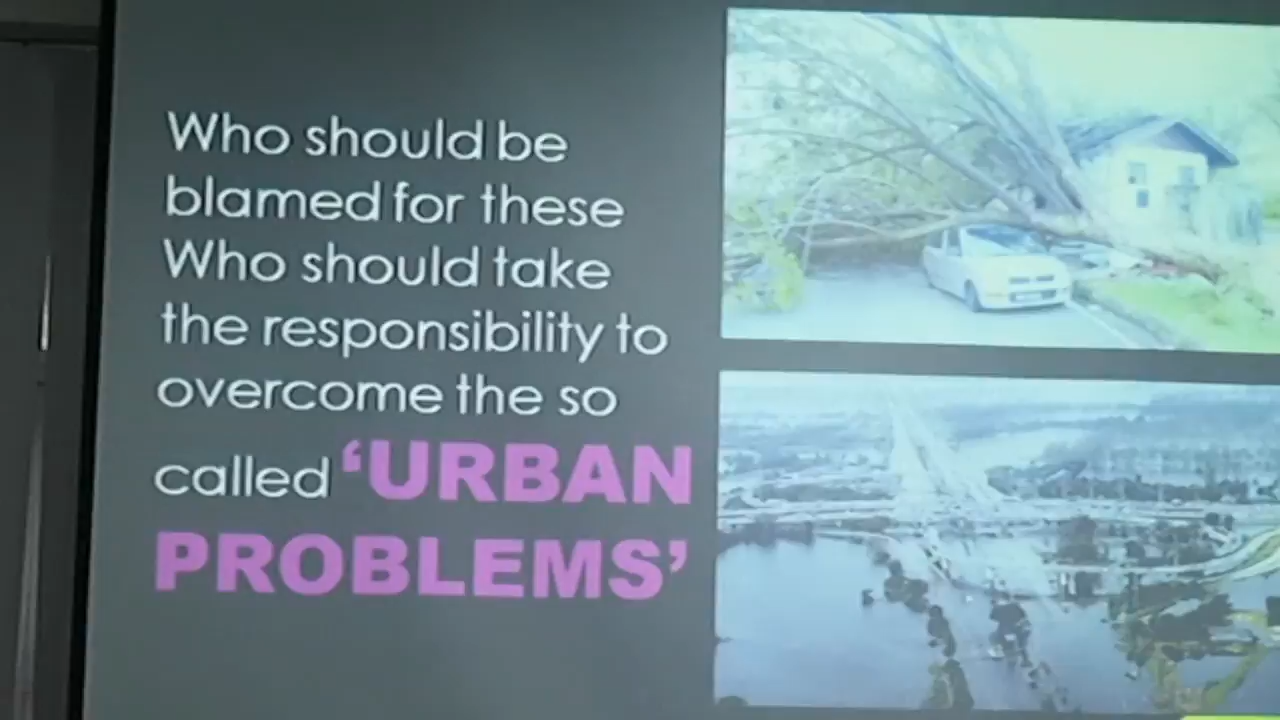 Who should be
blamed for these
Who should take
the responsibility to
overcome the so
called ‘URBAN
PROBLEMS’